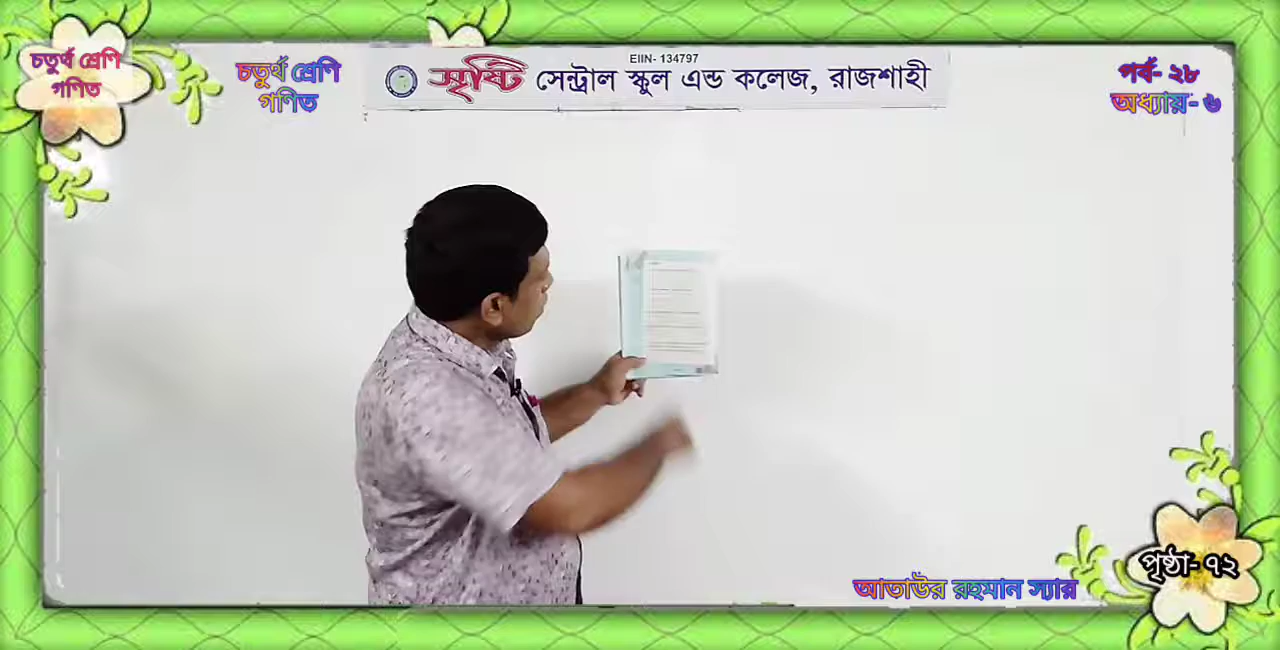 চতুর্থ শ্রেণি
গণিত
চতুর্থ শ্রেণি
গণিত
EIIN- 134797
সৃষ্টি সেন্ট্রাল স্কুল এন্ড কলেজ, রাজশাহী
পর্ব- ২৮
অধ্যায়- ৬
পৃষ্ঠা- ৭২
আতাউর রহমান স্যার